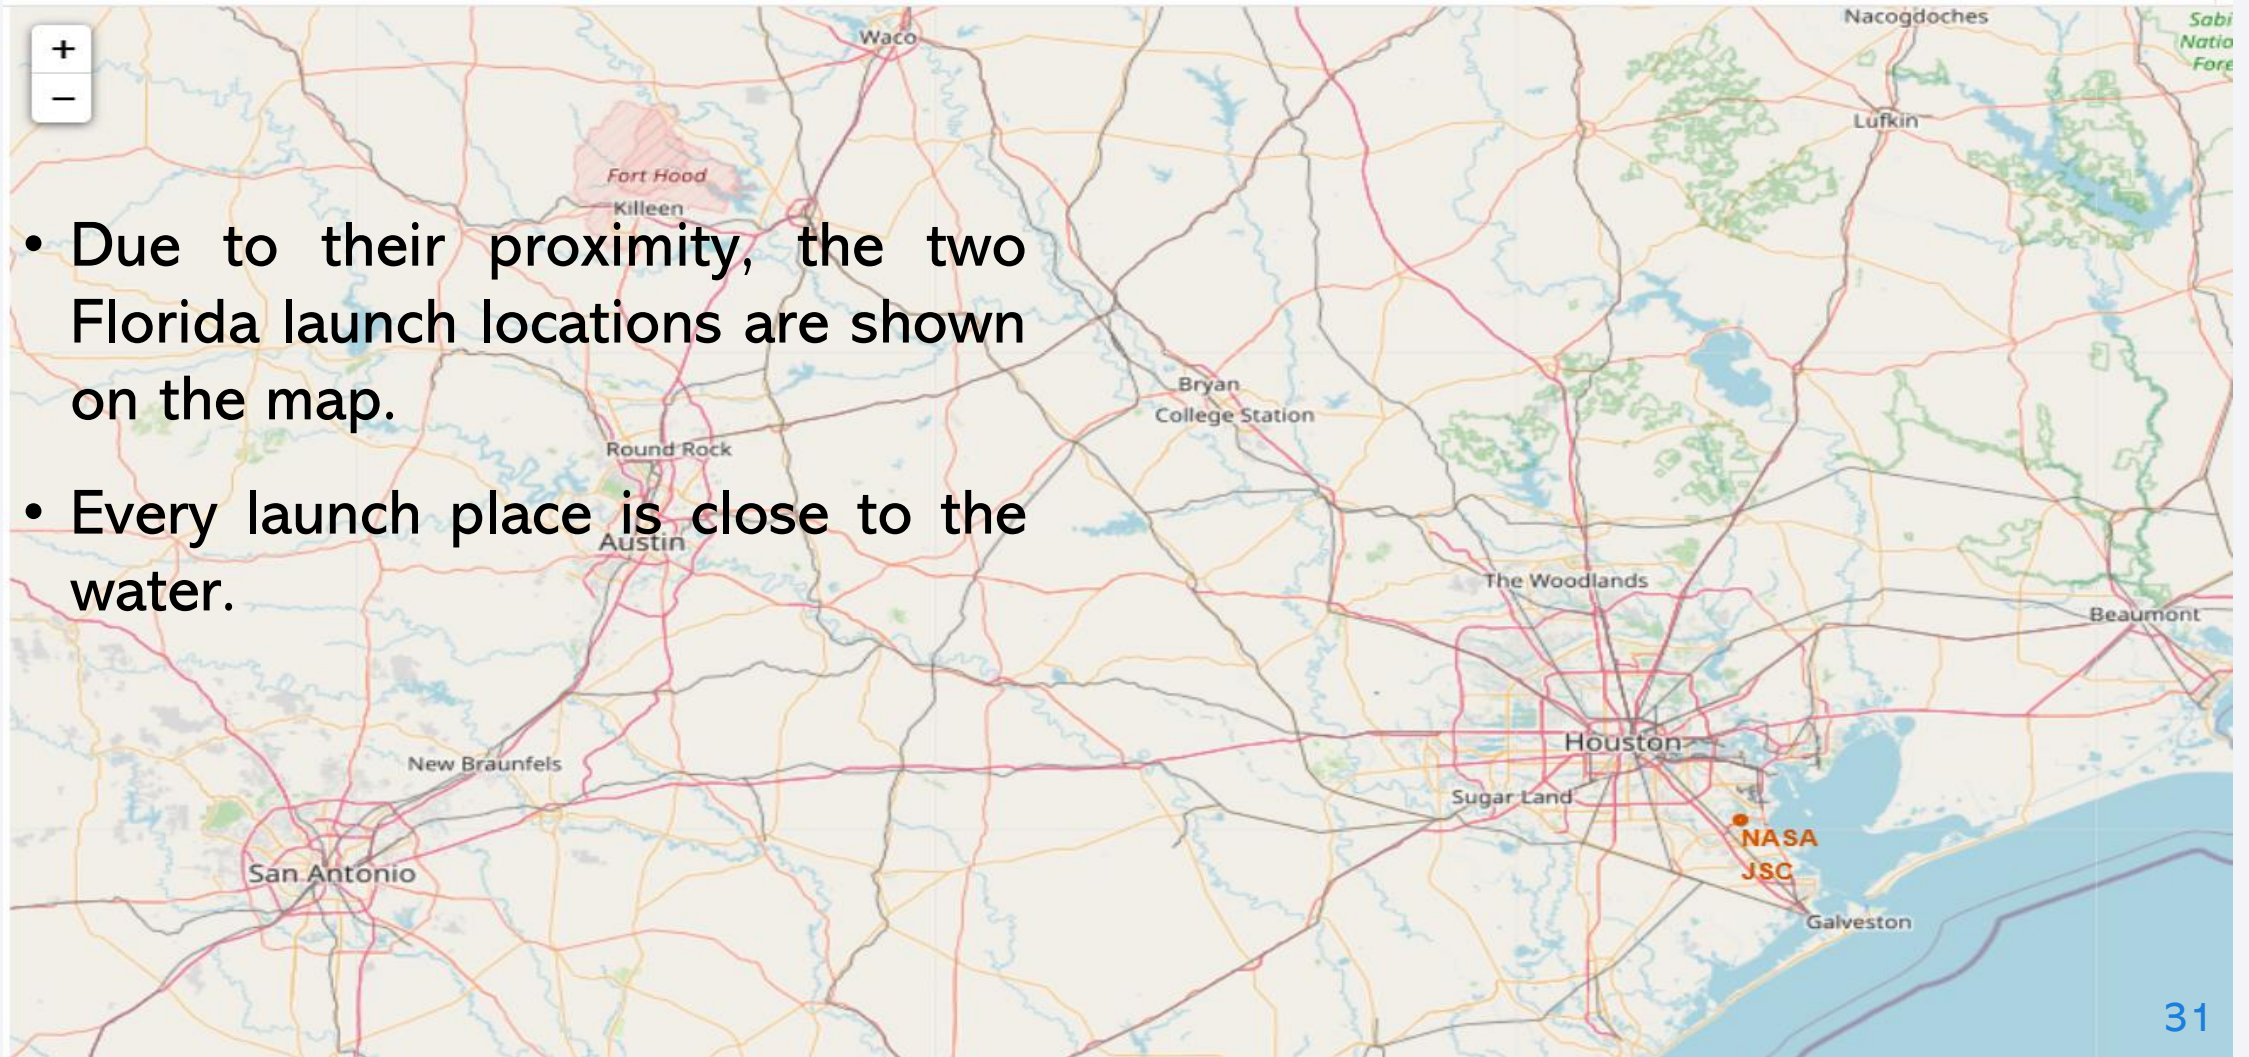 +
−
Waco
Nacogdoches
Sabi
Natio
Fore
Lufkin
Fort Hood
Killeen
• Due to their proximity, the two
Florida launch locations are shown
on the map.
Bryan
College Station
Round Rock
• Every launch place is close to the
water.
Austin
The Woodlands
Beaumont
Houston
New Braunfels
Sugar Land
NASA
JSC
San Antonio
Galveston
31